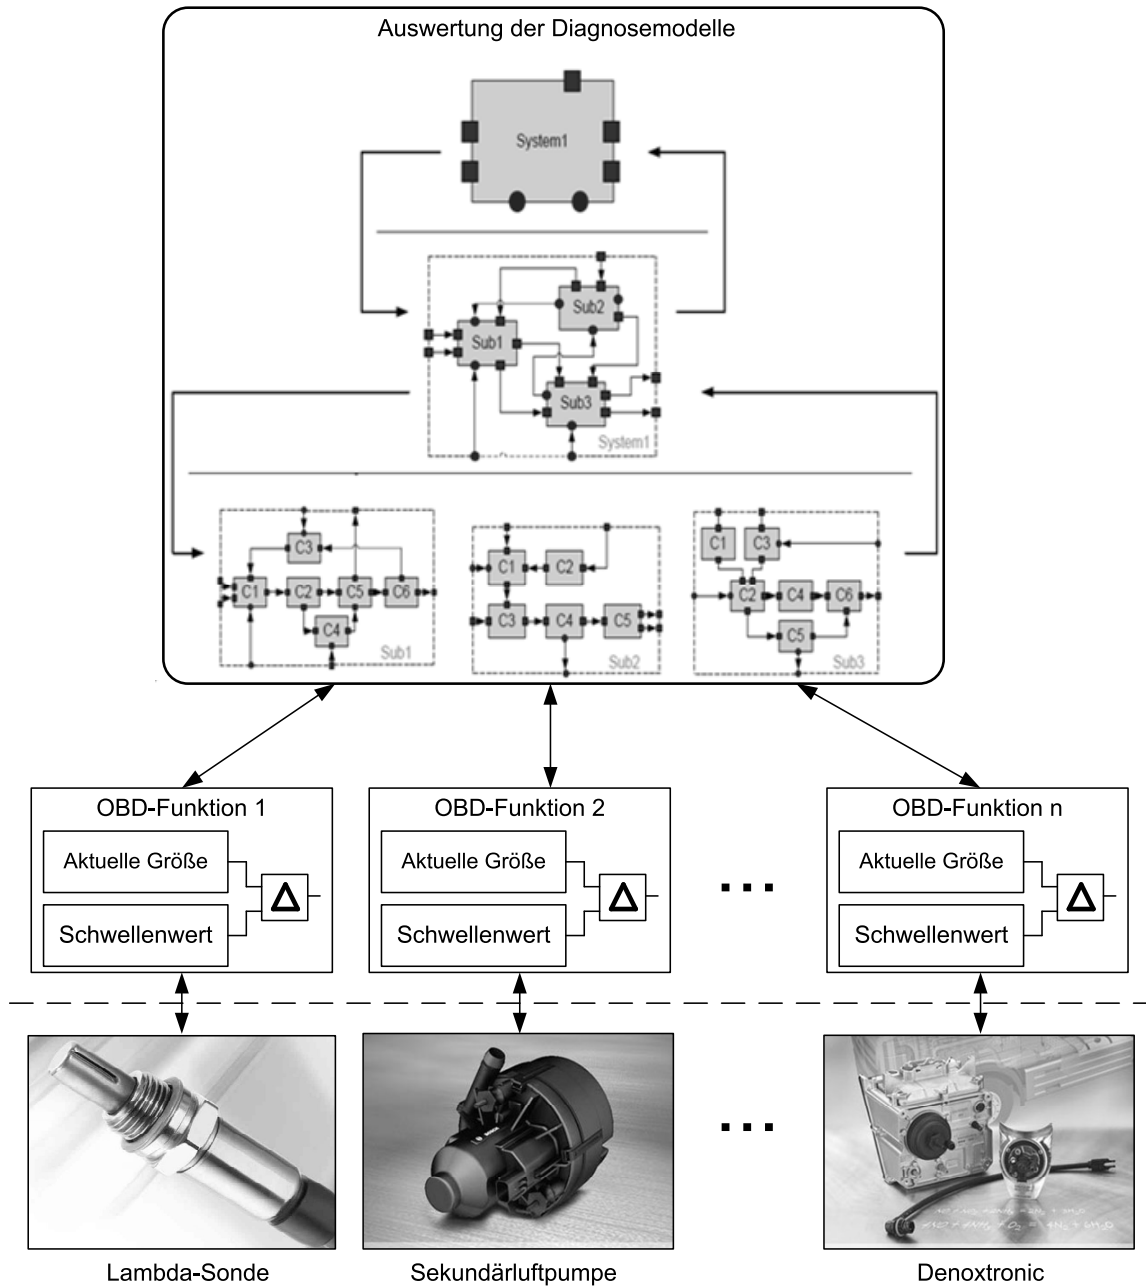 Auswertung der Diagnosemodelle
System1
Sub2
Sub1
Sub3
System1
C3
C1
C2
C5
C6
C4
Sub1
C1
C2
C3
C4
C5
Sub2
C1
C3
C2
C4
C6
C5
Sub3
OBD-Funktion 1
Aktuelle Größe
Schwellenwert
Δ
OBD-Funktion 2
Aktuelle Größe
Schwellenwert
Δ
...
OBD-Funktion n
Aktuelle Größe
Schwellenwert
Δ
...
Lambda-Sonde
Sekundärluftpumpe
Denoxtronic